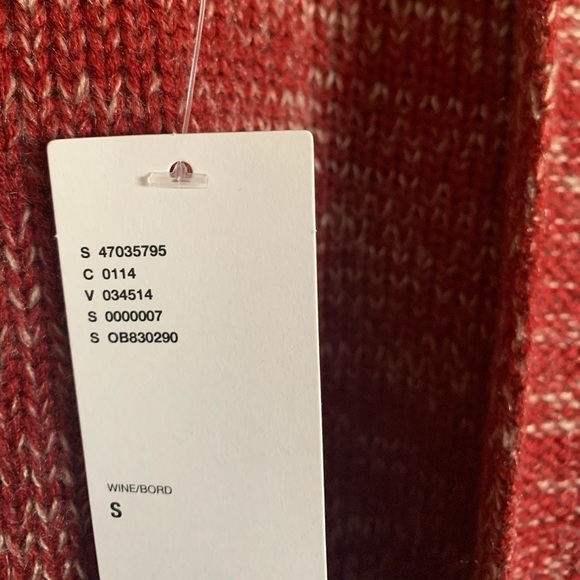 S 47035795
C 0114
V 034514
S 0000007
S OB830290
WINE/BORD
S